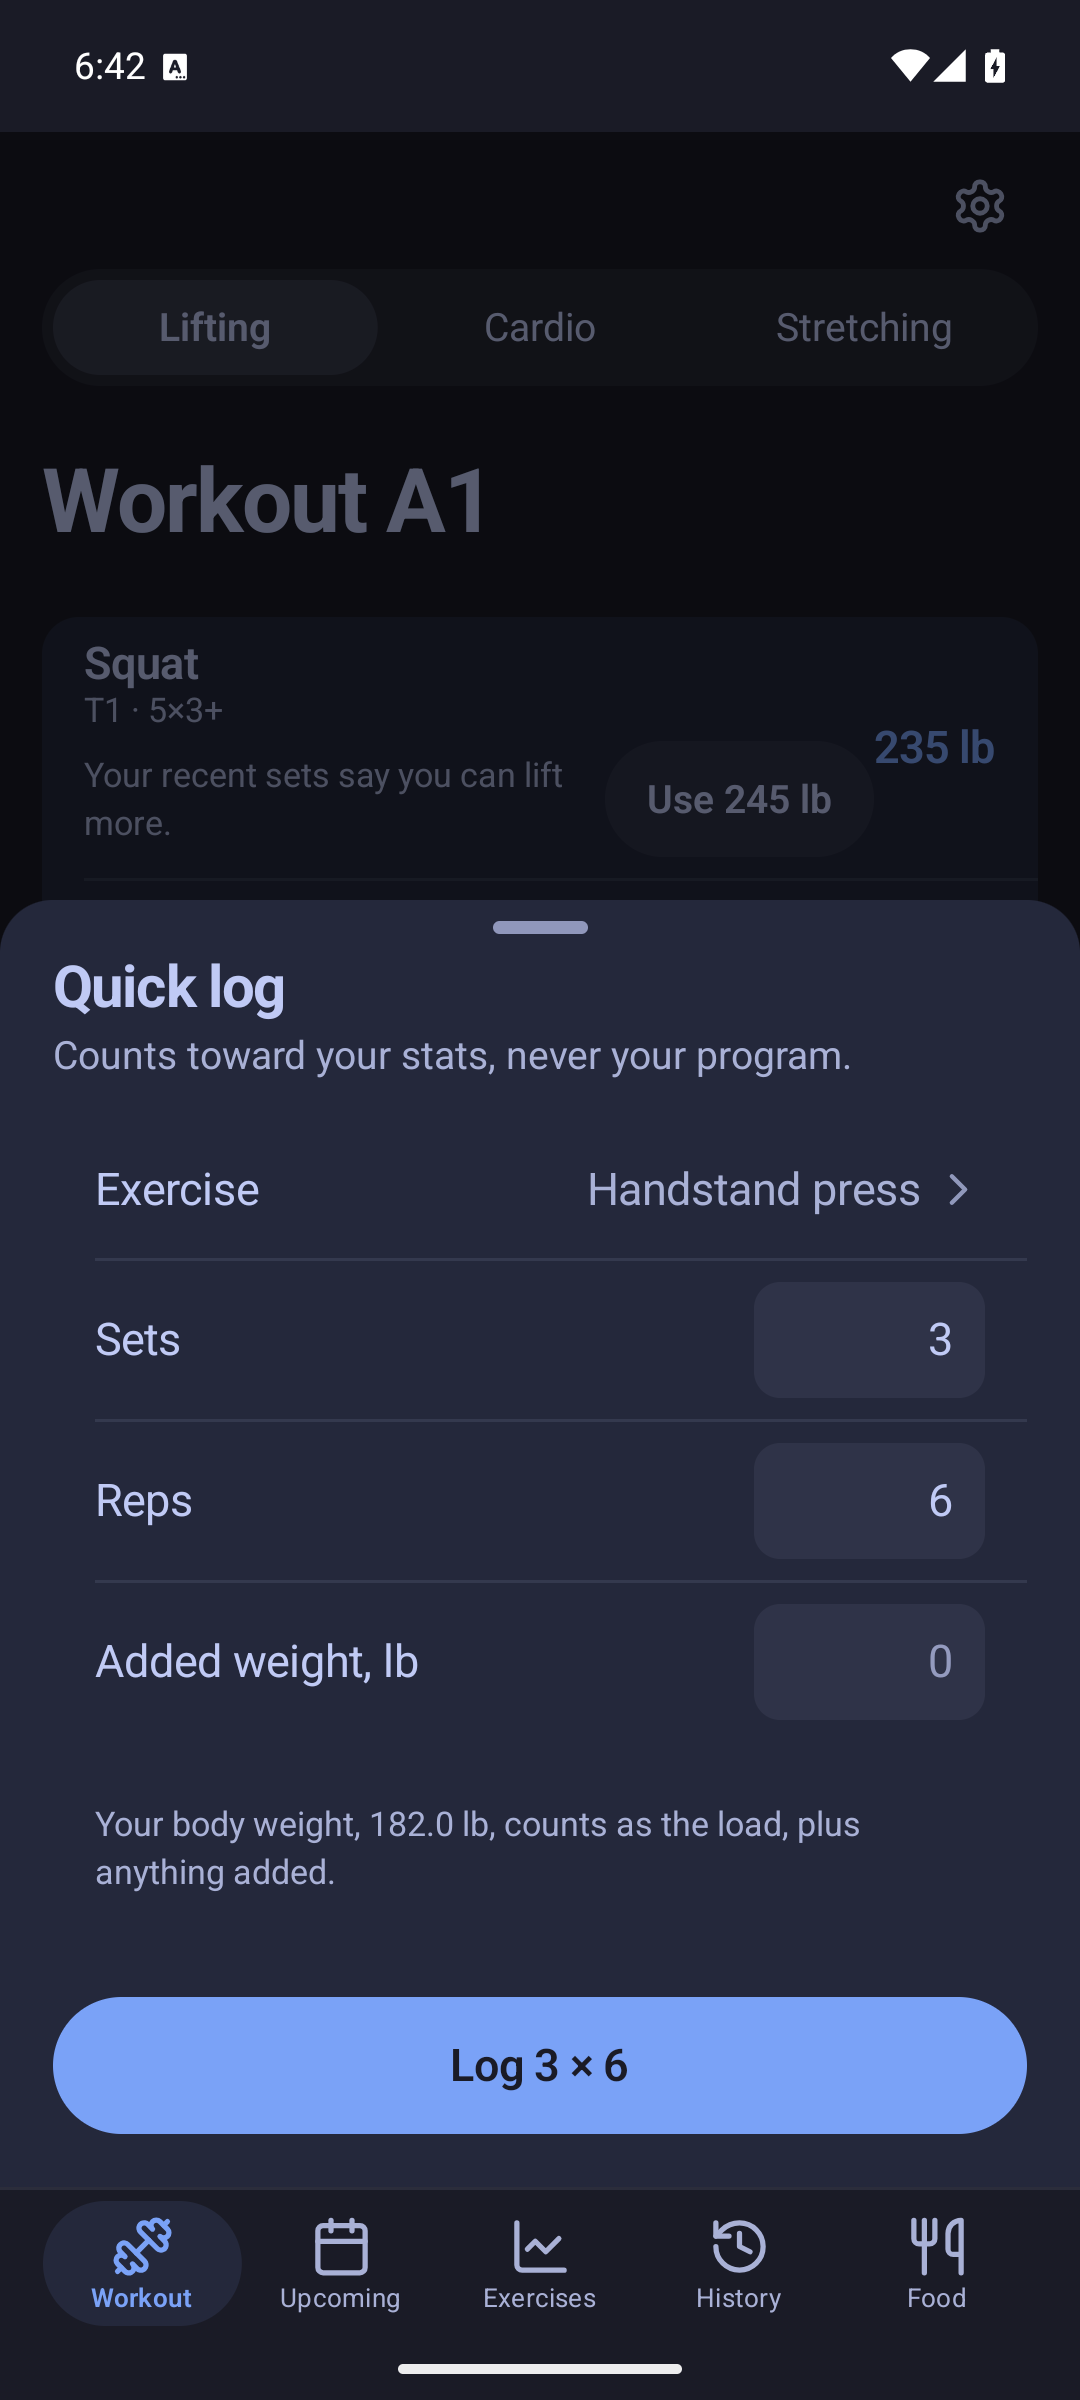 6:42
Lifting
Cardio
Stretching
Workout A1
Squat
T1 · 5×3+
Your recent sets say you can lift
more.
Use 245 lb
235 lb
Quick log
Counts toward your stats, never your program.
Exercise
Handstand press
Sets
3
Reps
6
Added weight, lb
0
Your body weight, 182.0 lb, counts as the load, plus
anything added.
Log 3 × 6
Workout
Upcoming
Exercises
History
Food